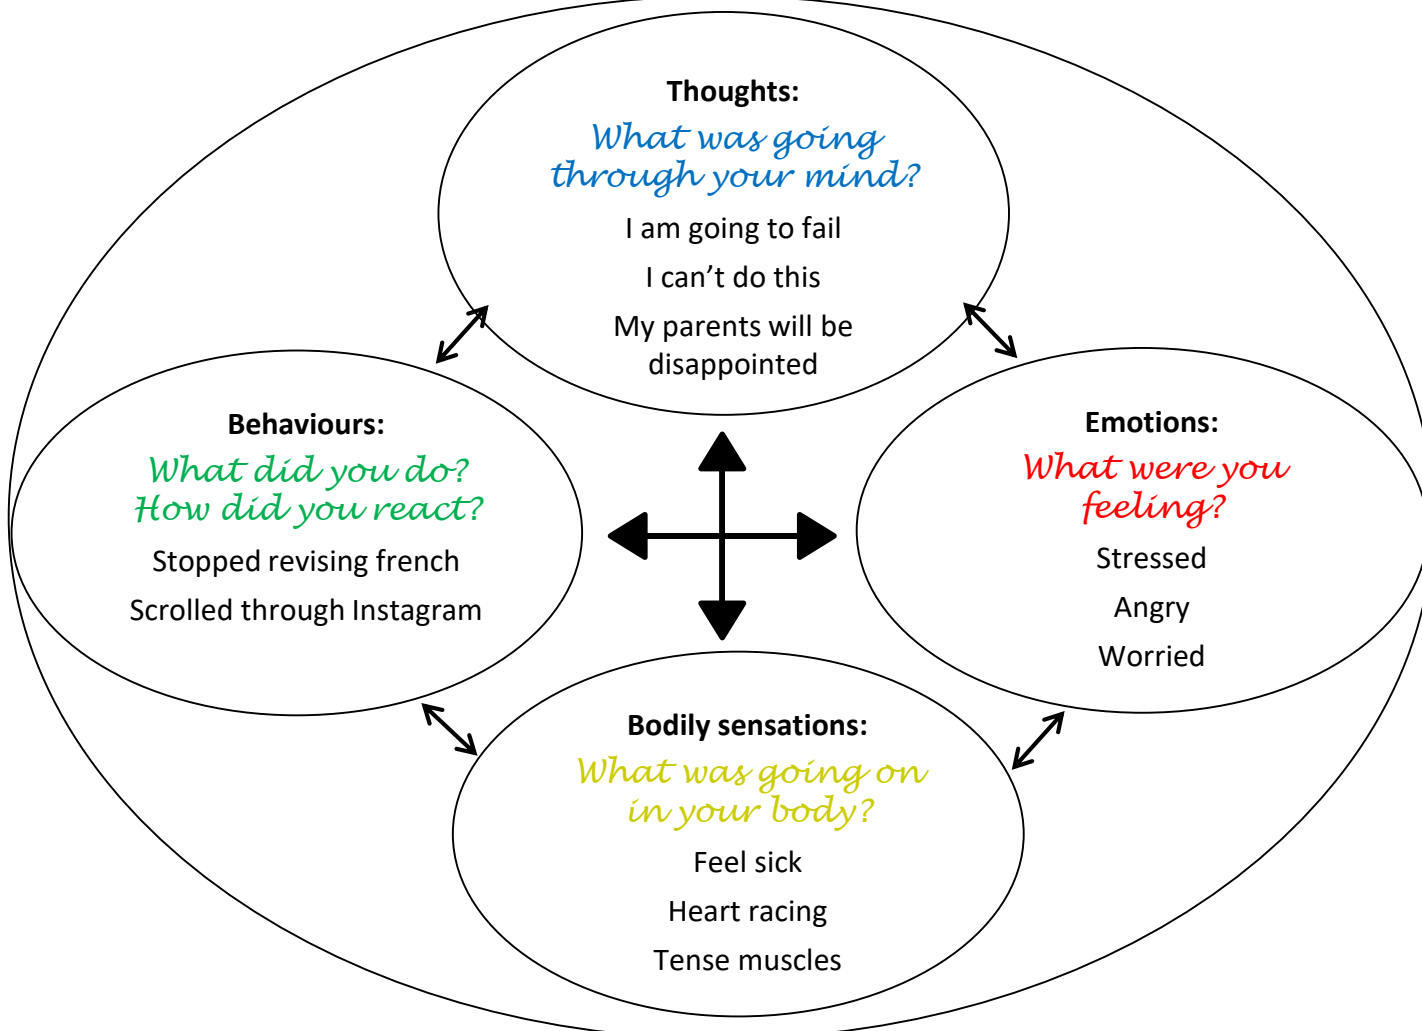 Thoughts:
What was going
through your mind?
I am going to fail
I can’t do this
My parents will be
disappointed
Behaviours:
What did you do?
How did you react?
Stopped revising french
Scrolled through Instagram
Emotions:
What were you
feeling?
Stressed
Angry
Worried
Bodily sensations:
What was going on
in your body?
Feel sick
Heart racing
Tense muscles